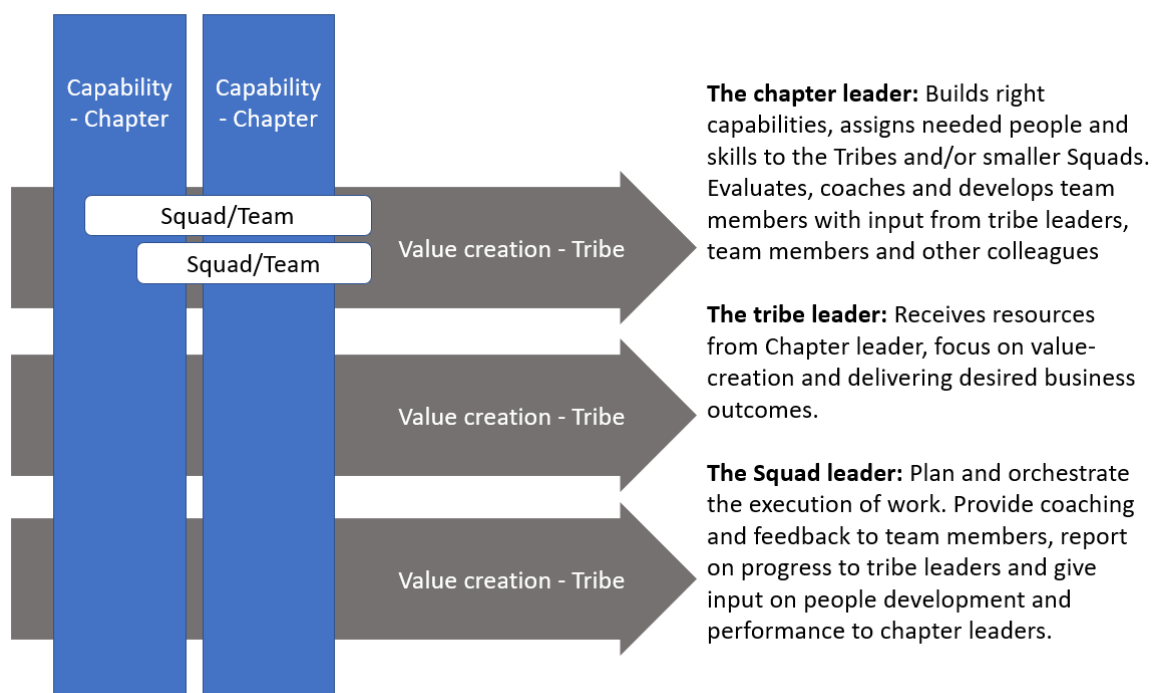 Capability
- Chapter
Capability
- Chapter
Squad/Team
Squad/Team
Value creation - Tribe
Value creation - Tribe
Value creation - Tribe
The chapter leader: Builds right
capabilities, assigns needed people and
skills to the Tribes and/or smaller Squads.
Evaluates, coaches and develops team
members with input from tribe leaders,
team members and other colleagues
The tribe leader: Receives resources
from Chapter leader, focus on value-
creation and delivering desired business
outcomes.
The Squad leader: Plan and orchestrate
the execution of work. Provide coaching
and feedback to team members, report
on progress to tribe leaders and give
input on people development and
performance to chapter leaders.